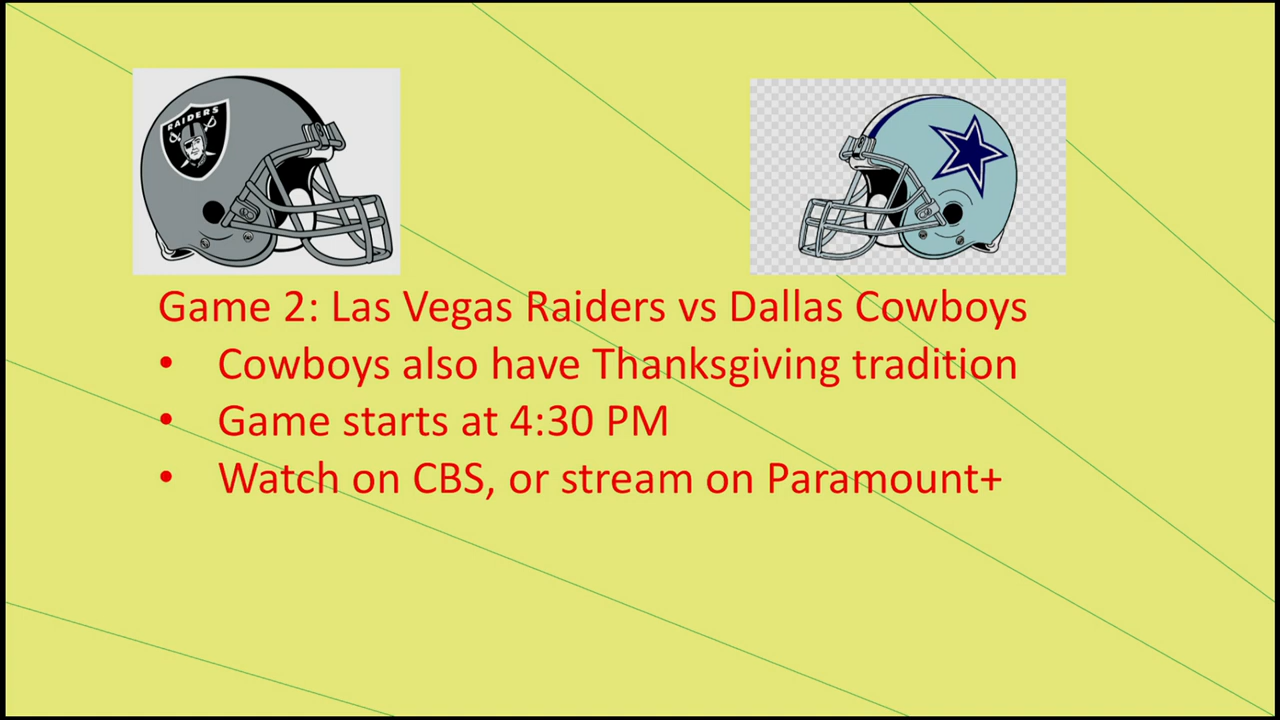 RAIDERS
Game 2: Las Vegas Raiders vs Dallas Cowboys
• Cowboys also have Thanksgiving tradition
• Game starts at 4:30 PM
• Watch on CBS, or stream on Paramount+